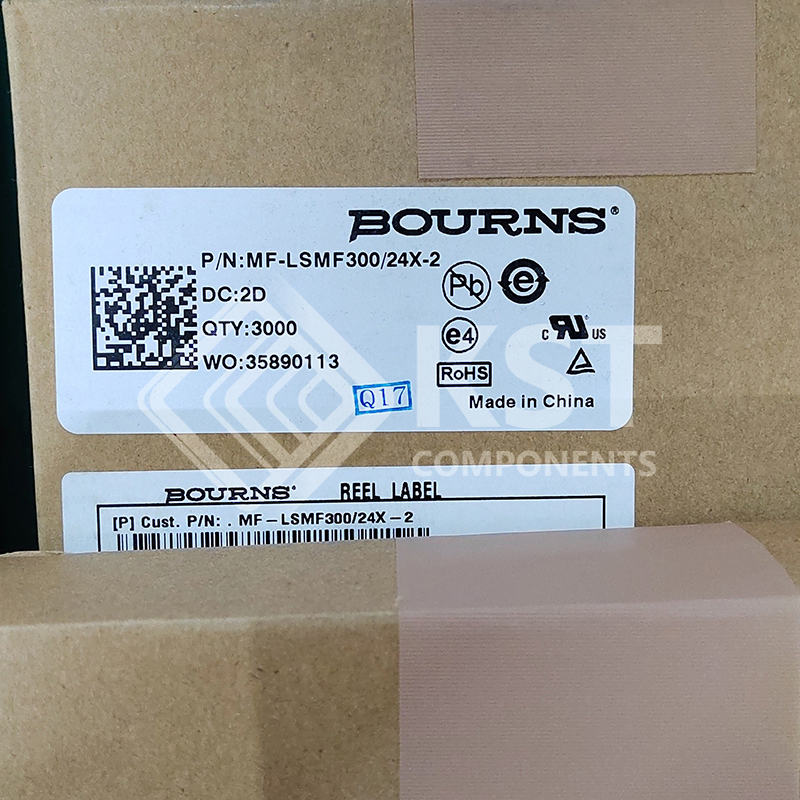 BOURNS®
P/N:MF-LSMF300/24X-2
DC:2D
QTY:3000
WO:35890113
Pb
e
e4
RoHS
c RU US
Q17
Made in China
KST
COMPONENTS
BOURNS® REEL LABEL
[P] Cust. P/N: . MF-LSMF300/24X-2